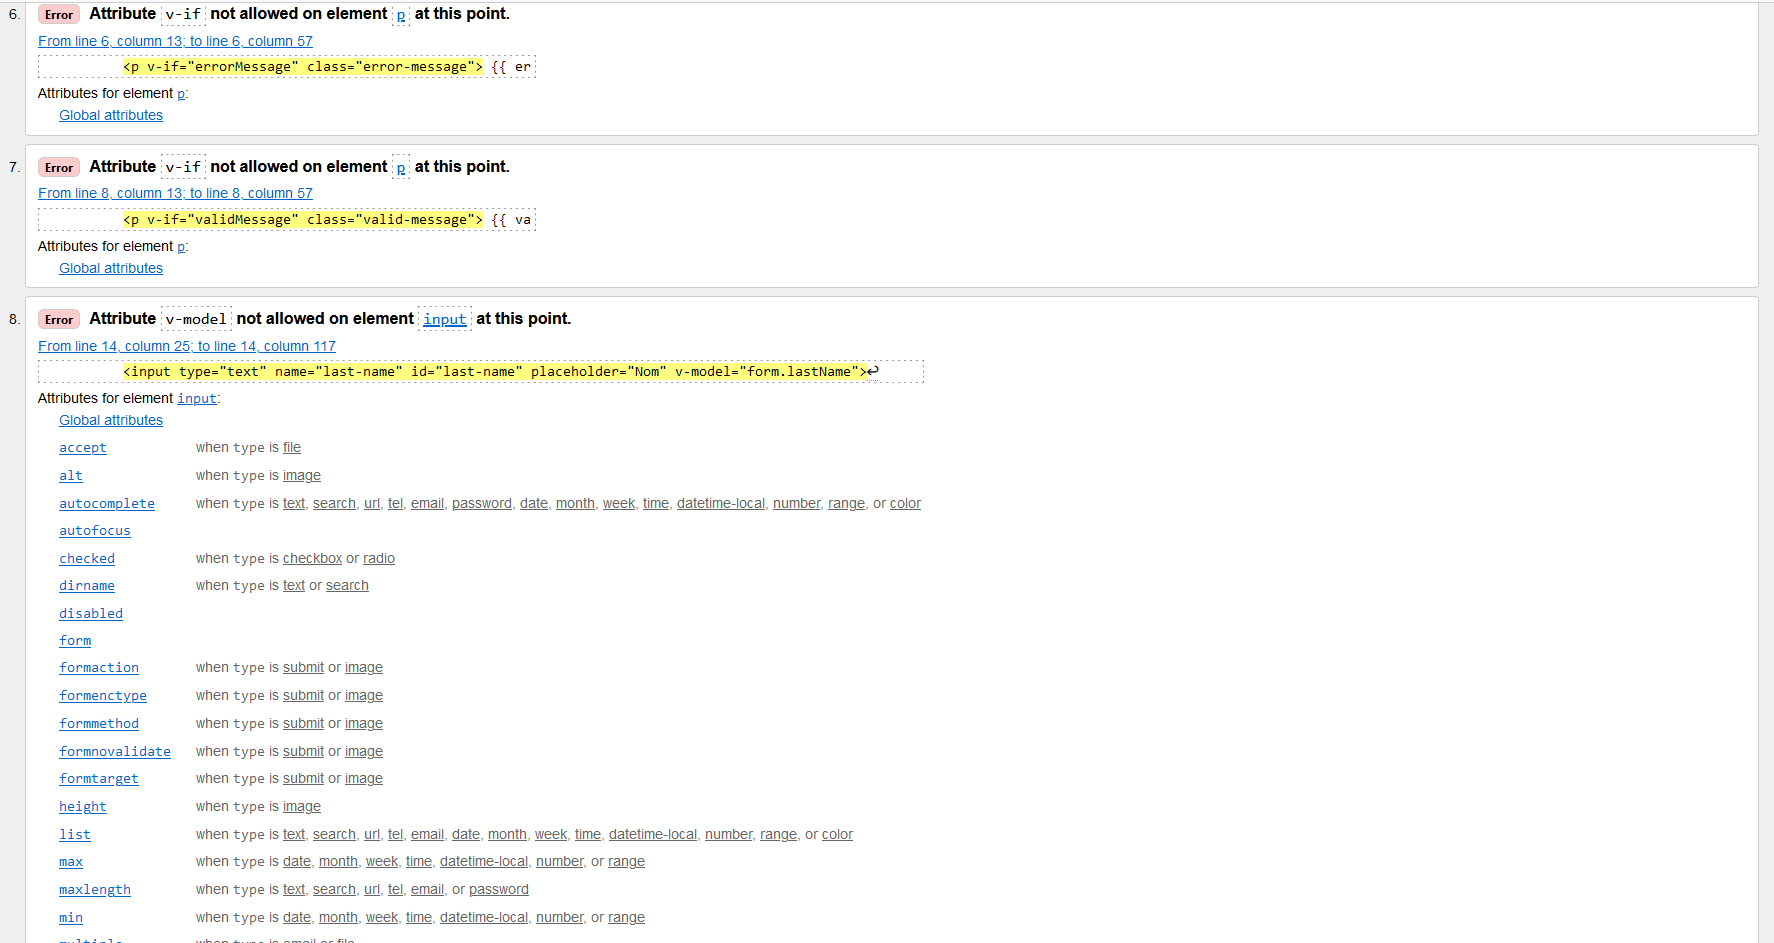 6. Error Attribute v-if not allowed on element p at this point.
From line 6, column 13; to line 6, column 57
<p v-if="errorMessage" class="error-message"> {{ er
Attributes for element p:
Global attributes
7. Error Attribute v-if not allowed on element p at this point.
From line 8, column 13; to line 8, column 57
<p v-if="validMessage" class="valid-message"> {{ va
Attributes for element p:
Global attributes
8. Error Attribute v-model not allowed on element input at this point.
From line 14, column 25; to line 14, column 117
<input type="text" name="last-name" id="last-name" placeholder="Nom" v-model="form.lastName">↩
Attributes for element input:
Global attributes
accept when type is file
alt when type is image
autocomplete when type is text, search, url, tel, email, password, date, month, week, time, datetime-local, number, range, or color
autofocus
checked when type is checkbox or radio
dirname when type is text or search
disabled
form
formaction when type is submit or image
formenctype when type is submit or image
formmethod when type is submit or image
formnovalidate when type is submit or image
formtarget when type is submit or image
height when type is image
list when type is text, search, url, tel, email, date, month, week, time, datetime-local, number, range, or color
max when type is date, month, week, time, datetime-local, number, or range
maxlength when type is text, search, url, tel, email, or password
min when type is date, month, week, time, datetime-local, number, or range
multiple when type is email or file